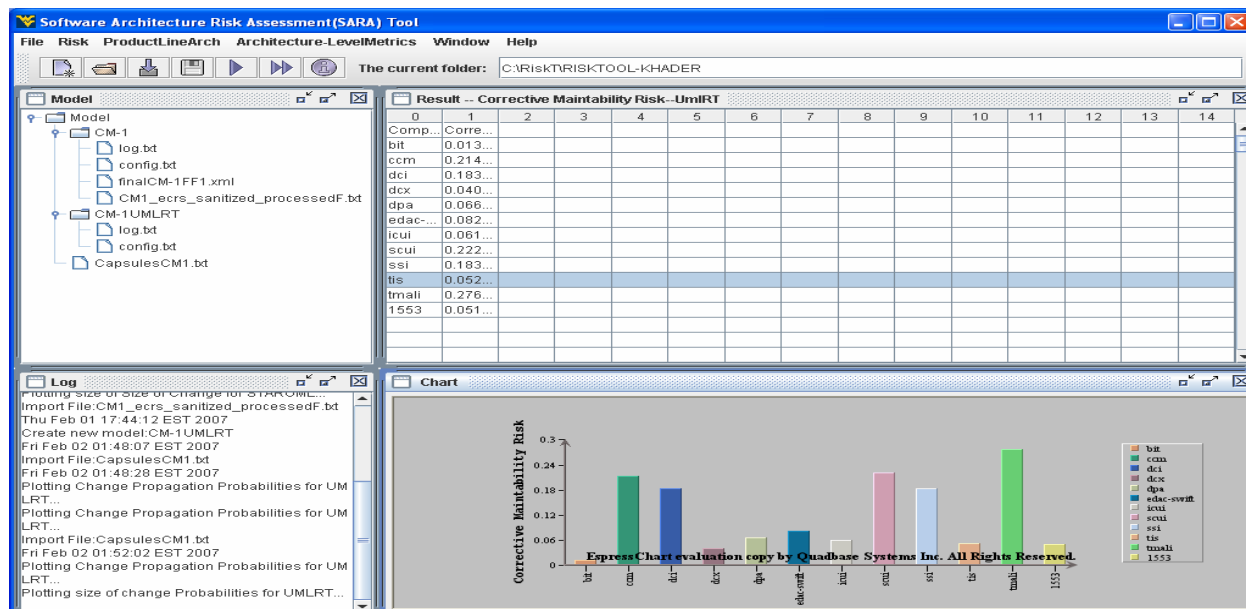 Software Architecture Risk Assessment(SARA) Tool
File Risk ProductLineArch Architecture-LevelMetrics Window Help
The current folder: C:\RiskT\RISKTOOL-KHADER
Model
Model
CM-1
log.txt
config.txt
finalCM-1FF1.xml
CM1_ecrs_sanitized_processedF.txt
CM-1UMLRT
log.txt
config.txt
CapsulesCM1.txt
Result -- Corrective Maintability Risk--UmlRT
0 1 2 3 4 5 6 7 8 9 10 11 12 13 14
Comp... Corre...
bit 0.013...
ccm 0.214...
dci 0.183...
dcx 0.040...
dpa 0.066...
edac-... 0.082...
icui 0.061...
scui 0.222...
ssi 0.183...
tis 0.052...
tmali 0.276...
1553 0.051...
Log
Plotting size of Size of Change for STAROME...
Import File:CM1_ecrs_sanitized_processedF.txt
Thu Feb 01 17:44:12 EST 2007
Create new model:CM-1UMLRT
Fri Feb 02 01:48:07 EST 2007
Import File:CapsulesCM1.txt
Fri Feb 02 01:48:28 EST 2007
Plotting Change Propagation Probabilities for UM
LRT...
Plotting Change Propagation Probabilities for UM
LRT...
Import File:CapsulesCM1.txt
Fri Feb 02 01:52:02 EST 2007
Plotting Change Propagation Probabilities for UM
LRT...
Plotting size of change Probabilities for UMLRT...
Chart
Corrective Maintability Risk
0.3
0.24
0.18
0.12
0.06
0
EspressChart evaluation copy by Quadbase Systems Inc. All Rights Reserved.
bit
ccm
dci
dcx
dpa
edac-swift
icui
scui
ssi
tis
tmali
1553
bit
ccm
dci
dcx
dpa
edac-swift
icui
scui
ssi
tis
tmali
1553